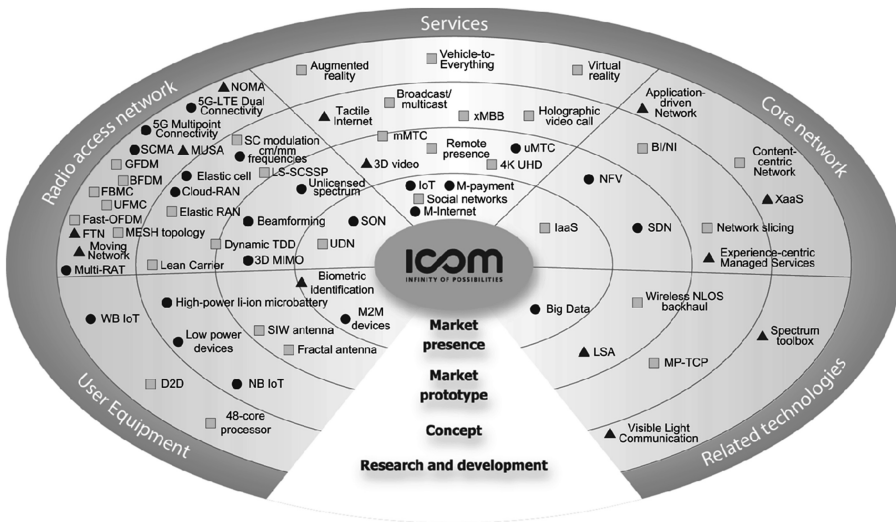 Services
Radio access network
Core network
User Equipment
Related technologies
Augmented
reality
Vehicle-to-
Everything
Virtual
reality
Broadcast/
multicast
Tactile
Internet
xMBB
Holographic
video call
mMTC
Remote
presence
uMTC
3D video
4K UHD
IoT
M-payment
Social networks
M-Internet
NOMA
5G-LTE Dual
Connectivity
5G Multipoint
Connectivity
SCMA
MUSA
SC modulation
cm/mm
frequencies
GFDM
LS-SCSSP
BFDM
Elastic cell
Unlicensed
spectrum
FBMC
Cloud-RAN
UFMC
Elastic RAN
Fast-OFDM
Beamforming
SON
FTN
MESH topology
Moving
Network
Dynamic TDD
UDN
Multi-RAT
Lean Carrier
3D MIMO
Application-
driven
Network
BI/NI
Content-
centric
Network
NFV
XaaS
IaaS
SDN
Network slicing
Experience-centric
Managed Services
ICOM
INFINITY OF POSSIBILITIES
Biometric
identification
High-power li-ion microbattery
M2M
devices
WB IoT
Low power
devices
SIW antenna
Fractal antenna
D2D
NB IoT
48-core
processor
Big Data
Wireless NLOS
backhaul
LSA
Spectrum
toolbox
MP-TCP
Visible Light
Communication
Market
presence
Market
prototype
Concept
Research and development